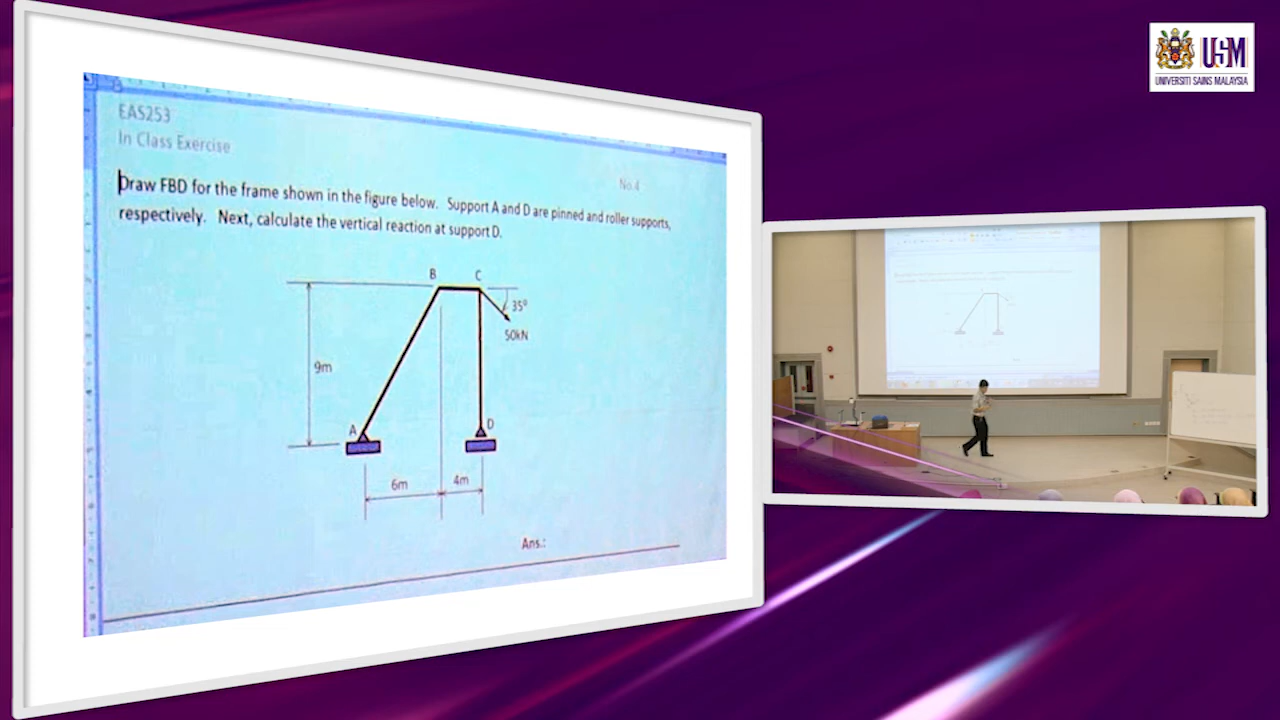 EAS253
In Class Exercise
No.4
Draw FBD for the frame shown in the figure below. Support A and D are pinned and roller supports,
respectively. Next, calculate the vertical reaction at support D.
B C
35°
50kN
9m
A D
6m 4m
Ans.:
USM
UNIVERSITI SAINS MALAYSIA